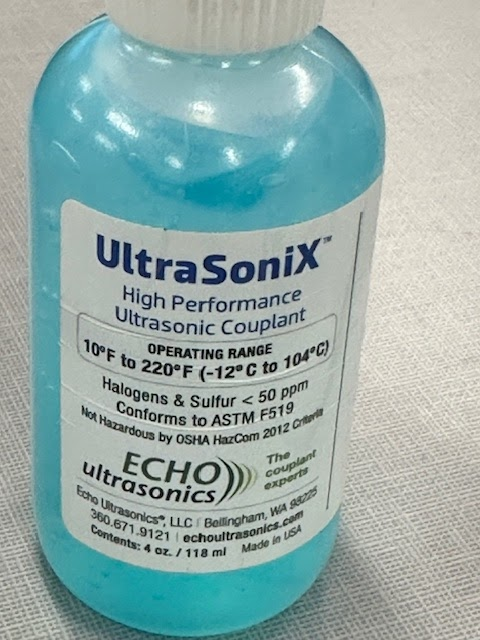 UltraSoniX™
High Performance
Ultrasonic Couplant
OPERATING RANGE
10°F to 220°F (-12°C to 104°C)
Halogens & Sulfur < 50 ppm
Conforms to ASTM F519
Not Hazardous by OSHA HazCom 2012 Criteria
ECHO
ultrasonics
The
couplant
experts
Echo Ultrasonics®, LLC | Bellingham, WA 98225
360.671.9121 | echoultrasonics.com
Contents: 4 oz. / 118 ml Made in USA